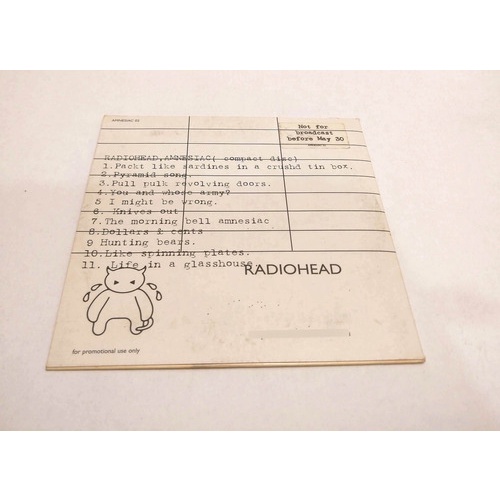 AMNESIAC 02
Not for
broadcast
before May 30
RADIOHEAD,AMNESIAC( compact disc)
1.Packt like sardines in a crushd tin box.
2.Pyramid song.
3.Pull pulk revolving doors.
4.You and whose army?
5 I might be wrong.
6. Knives out
7.The morning bell amnesiac
8.Dollars & cents
9 Hunting bears.
10.Like spinning plates.
11. Life in a glasshouse
RADIOHEAD
for promotional use only